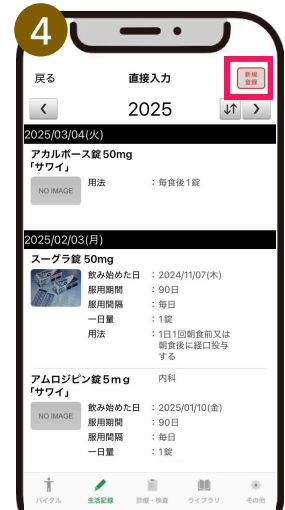 4
戻る
直接入力
新規
登録
2025
2025/03/04(火)
アカルボース錠50mg
「サワイ」
NO IMAGE
用法 :毎食後1錠
2025/02/03(月)
スーグラ錠 50mg
飲み始めた日 :2024/11/07(木)
服用期間 :90日
服用間隔 :毎日
一日量 :1錠
用法 :1日1回朝食前又は
朝食後に経口投与
する
アムロジピン錠5mg 内科
「サワイ」
NO IMAGE
飲み始めた日 :2025/01/10(金)
服用期間 :90日
服用間隔 :毎日
一日量 :1錠
バイタル 生活記録 診療・検査 ライブラリ その他